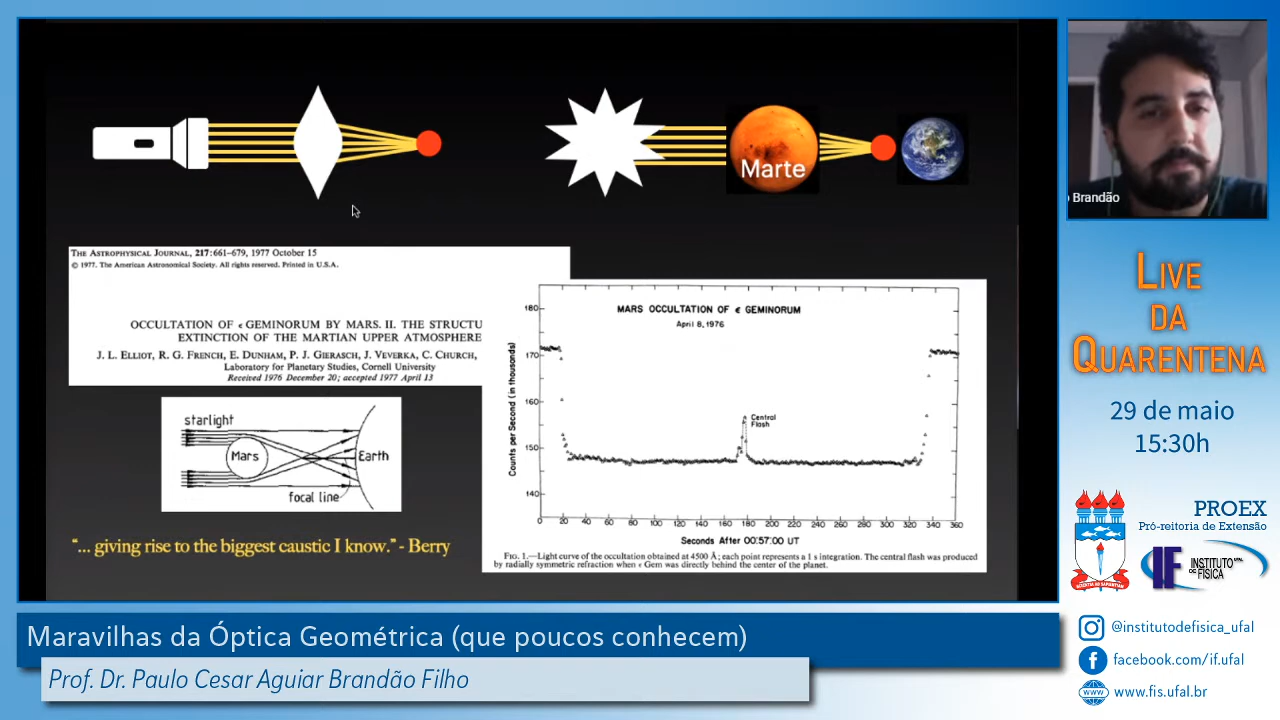 Marte
THE ASTROPHYSICAL JOURNAL, 217:661–679, 1977 October 15
© 1977. The American Astronomical Society. All rights reserved. Printed in U.S.A.
OCCULTATION OF ε GEMINORUM BY MARS. II. THE STRUCTU
EXTINCTION OF THE MARTIAN UPPER ATMOSPHERE
J. L. ELLIOT, R. G. FRENCH, E. DUNHAM, P. J. GIERASCH, J. VEVERKA, C. CHURCH,
Laboratory for Planetary Studies, Cornell University
Received 1976 December 20; accepted 1977 April 13
starlight
Mars
Earth
focal line
"... giving rise to the biggest caustic I know." - Berry
MARS OCCULTATION OF ε GEMINORUM
April 8, 1976
Counts per Second (in thousands)
180
170
160
150
140
Central
Flash
0 20 40 60 80 100 120 140 160 180 200 220 240 260 280 300 320 340 360
Seconds After 00:57:00 UT
FIG. 1.—Light curve of the occultation obtained at 4500 Å; each point represents a 1 s integration. The central flash was produced
by radially symmetric refraction when ε Gem was directly behind the center of the planet.
Brandão
LIVE
DA
QUARENTENA
29 de maio
15:30h
PROEX
Pró-reitoria de Extensão
IF INSTITUTO
DE FÍSICA
UFAL
@institutodefisica_ufal
facebook.com/if.ufal
www
www.fis.ufal.br
Maravilhas da Óptica Geométrica (que poucos conhecem)
Prof. Dr. Paulo Cesar Aguiar Brandão Filho